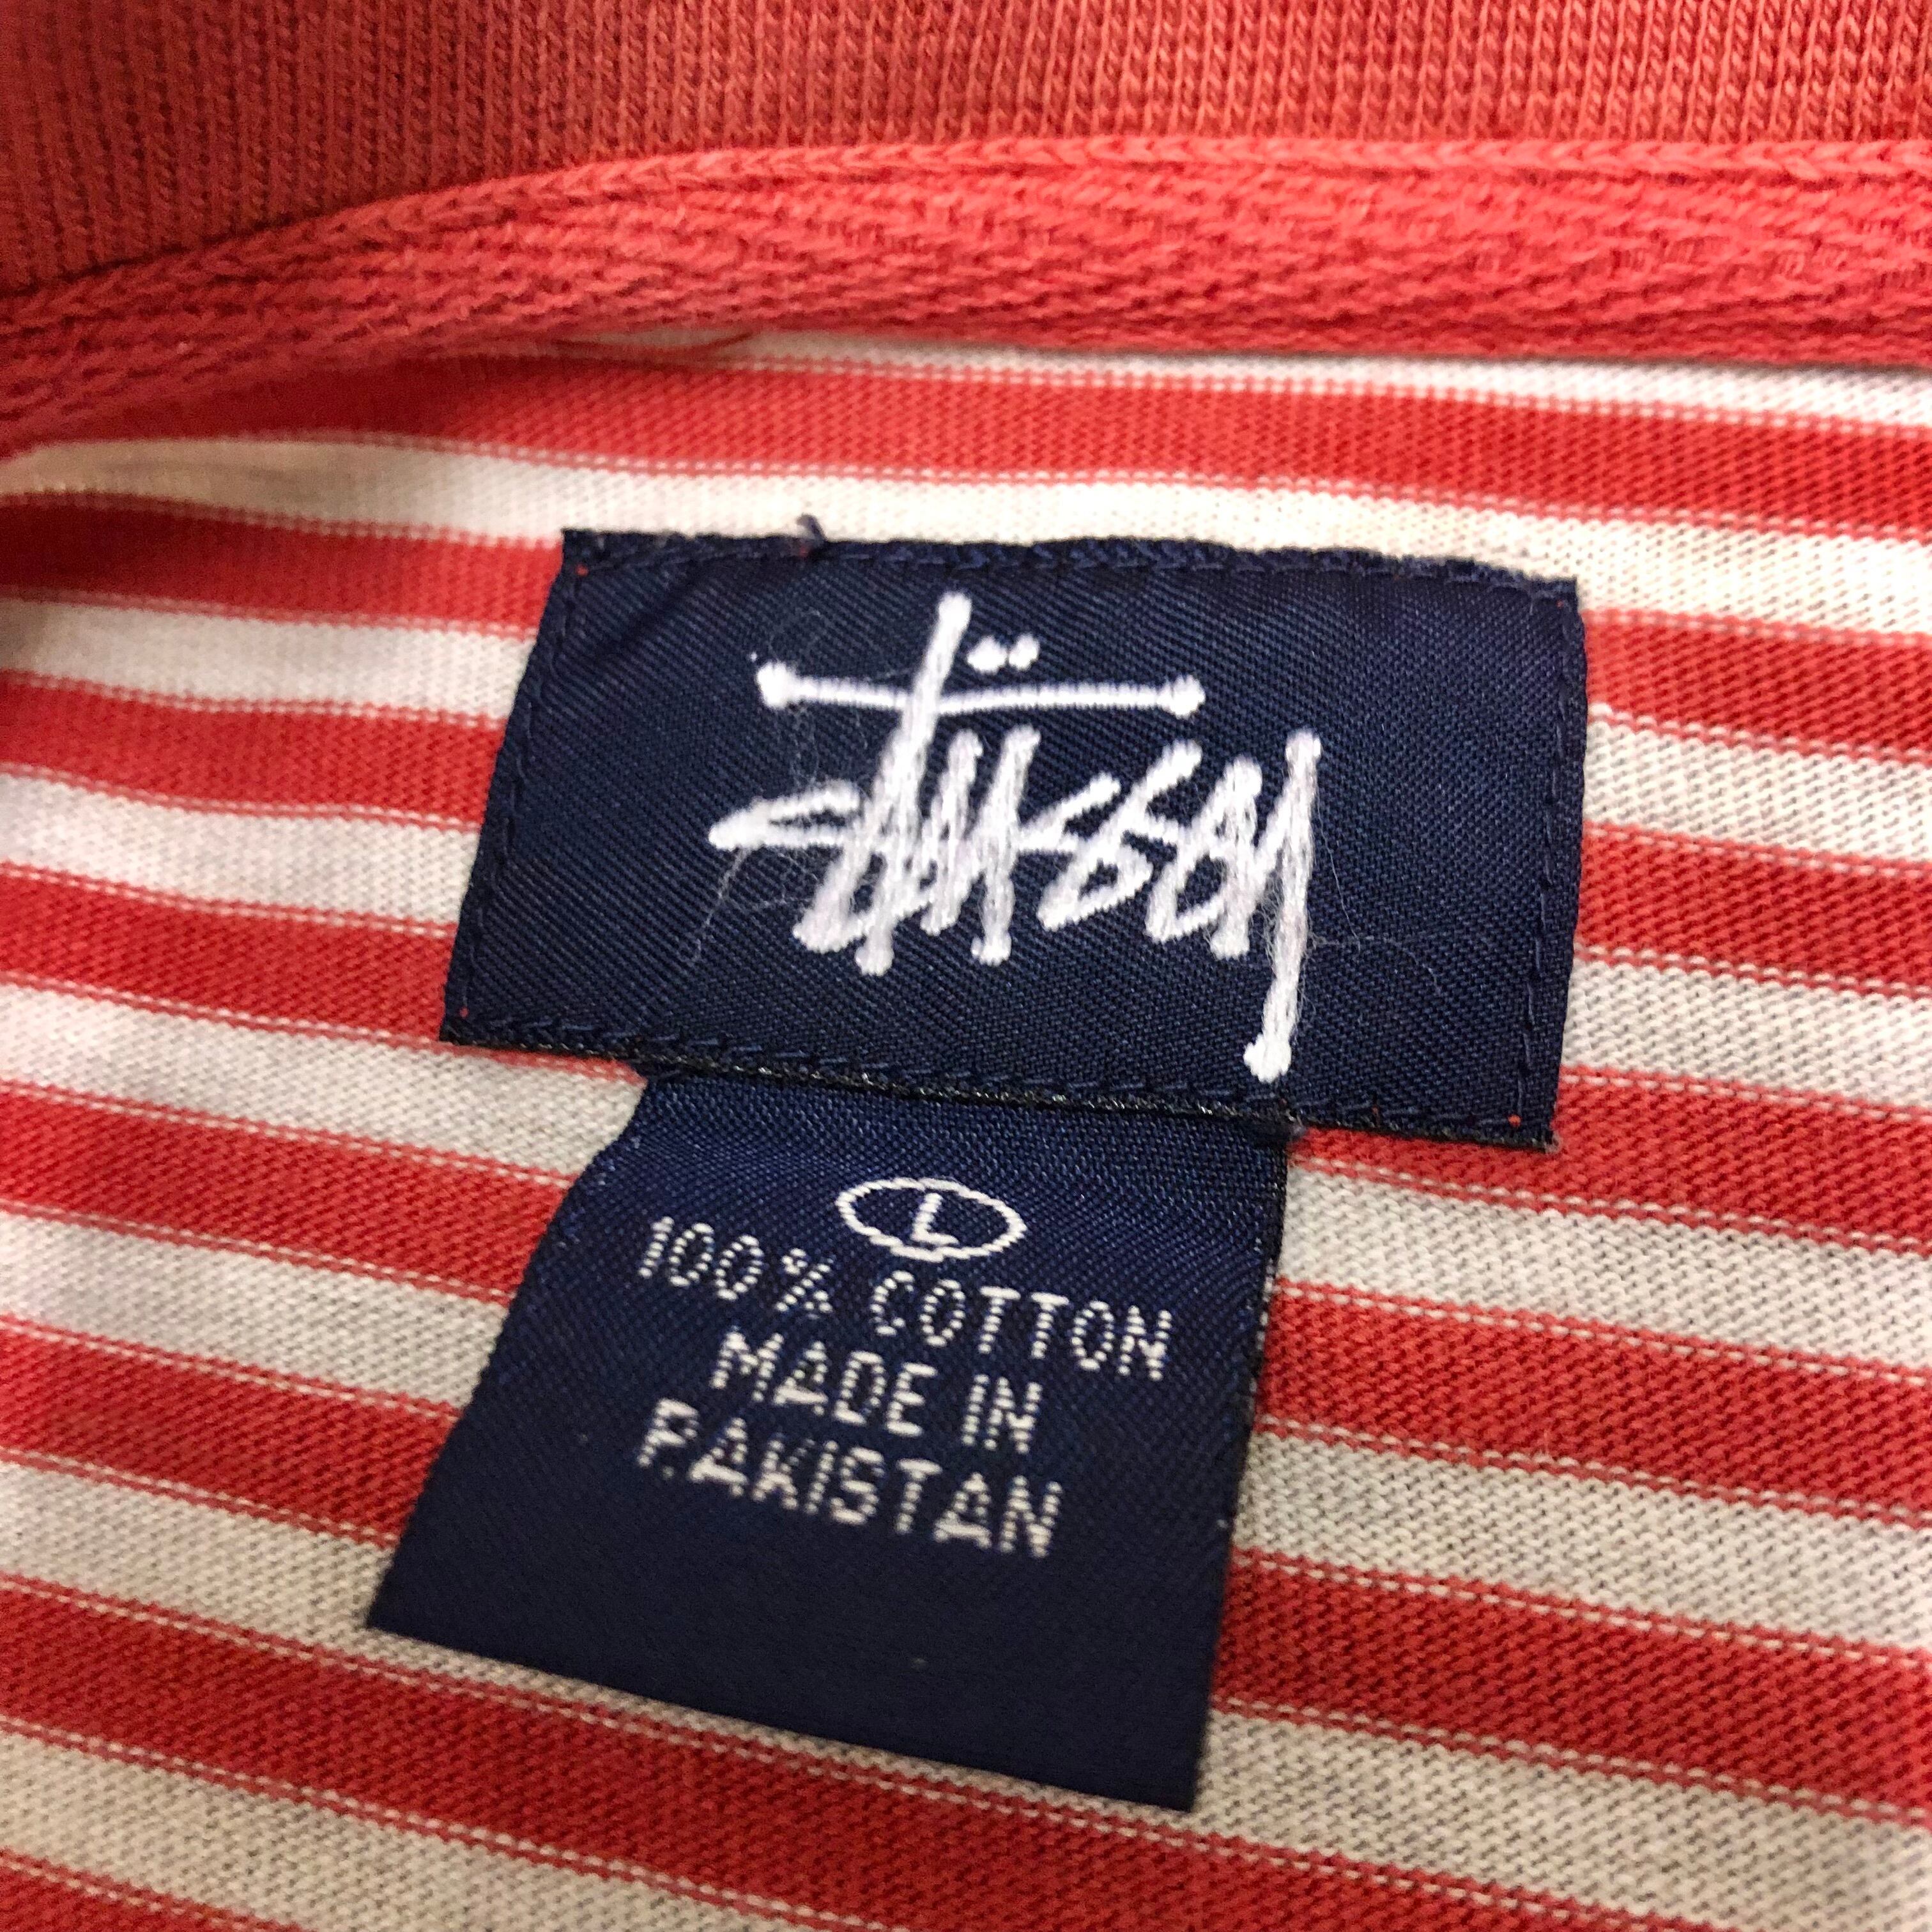 Stüssy
L
100% COTTON
MADE IN
PAKISTAN